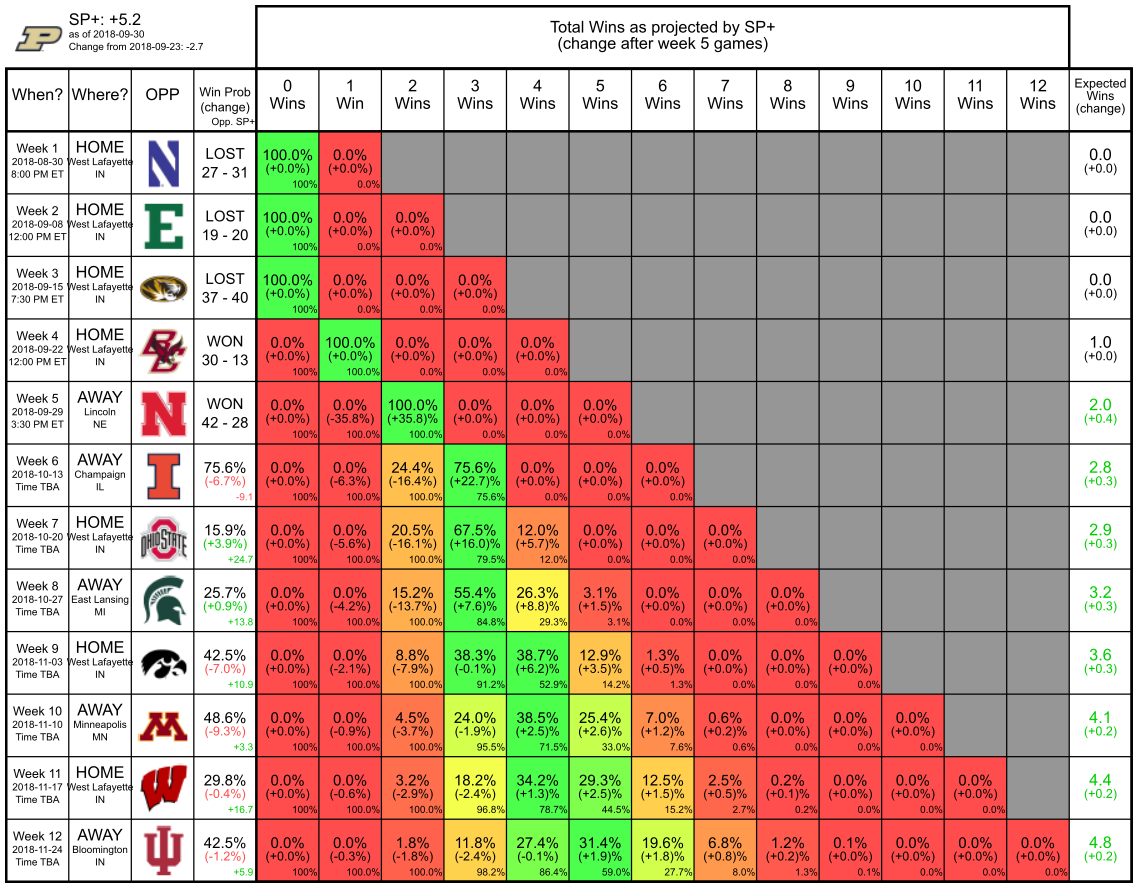 SP+: +5.2
as of 2018-09-30
Change from 2018-09-23: -2.7
Total Wins as projected by SP+
(change after week 5 games)
When? Where? OPP Win Prob (change) Opp. SP+ 0 Wins 1 Win 2 Wins 3 Wins 4 Wins 5 Wins 6 Wins 7 Wins 8 Wins 9 Wins 10 Wins 11 Wins 12 Wins Expected Wins (change)
Week 1 HOME LOST 100.0% 0.0% 0.0
2018-08-30 West Lafayette (+0.0%) (+0.0%) (+0.0)
8:00 PM ET IN 27 - 31 100% 0.0%
Week 2 HOME LOST 100.0% 0.0% 0.0% 0.0
2018-09-08 West Lafayette (+0.0%) (+0.0%) (+0.0%) (+0.0)
12:00 PM ET IN 19 - 20 100% 0.0% 0.0%
Week 3 HOME LOST 100.0% 0.0% 0.0% 0.0% 0.0
2018-09-15 West Lafayette (+0.0%) (+0.0%) (+0.0%) (+0.0%) (+0.0)
7:30 PM ET IN 37 - 40 100% 0.0% 0.0% 0.0%
Week 4 HOME WON 0.0% 100.0% 0.0% 0.0% 0.0% 1.0
2018-09-22 West Lafayette (+0.0%) (+0.0%) (+0.0%) (+0.0%) (+0.0%) (+0.0)
12:00 PM ET IN 30 - 13 100% 100.0% 0.0% 0.0% 0.0%
Week 5 AWAY WON 0.0% 0.0% 100.0% 0.0% 0.0% 0.0% 2.0
2018-09-29 Lincoln (+0.0%) (-35.8%) (+35.8)% (+0.0%) (+0.0%) (+0.0%) (+0.4)
3:30 PM ET NE 42 - 28 100% 100.0% 100.0% 0.0% 0.0% 0.0%
Week 6 AWAY 75.6% 0.0% 0.0% 24.4% 75.6% 0.0% 0.0% 0.0% 2.8
2018-10-13 Champaign (-6.7%) (+0.0%) (-6.3%) (-16.4%) (+22.7)% (+0.0%) (+0.0%) (+0.0%) (+0.3)
Time TBA IL -9.1 100% 100.0% 100.0% 75.6% 0.0% 0.0% 0.0%
Week 7 HOME OHIO STATE 15.9% 0.0% 0.0% 20.5% 67.5% 12.0% 0.0% 0.0% 0.0% 2.9
2018-10-20 West Lafayette (+3.9%) (+0.0%) (-5.6%) (-16.1%) (+16.0)% (+5.7)% (+0.0%) (+0.0%) (+0.0%) (+0.3)
Time TBA IN +24.7 100% 100.0% 100.0% 79.5% 12.0% 0.0% 0.0% 0.0%
Week 8 AWAY 25.7% 0.0% 0.0% 15.2% 55.4% 26.3% 3.1% 0.0% 0.0% 0.0% 3.2
2018-10-27 East Lansing (+0.9%) (+0.0%) (-4.2%) (-13.7%) (+7.6)% (+8.8)% (+1.5)% (+0.0%) (+0.0%) (+0.0%) (+0.3)
Time TBA MI +13.8 100% 100.0% 100.0% 84.8% 29.3% 3.1% 0.0% 0.0% 0.0%
Week 9 HOME 42.5% 0.0% 0.0% 8.8% 38.3% 38.7% 12.9% 1.3% 0.0% 0.0% 0.0% 3.6
2018-11-03 West Lafayette (-7.0%) (+0.0%) (-2.1%) (-7.9%) (-0.1%) (+6.2)% (+3.5)% (+0.5)% (+0.0%) (+0.0%) (+0.0%) (+0.3)
Time TBA IN +10.9 100% 100.0% 100.0% 91.2% 52.9% 14.2% 1.3% 0.0% 0.0% 0.0%
Week 10 AWAY 48.6% 0.0% 0.0% 4.5% 24.0% 38.5% 25.4% 7.0% 0.6% 0.0% 0.0% 0.0% 4.1
2018-11-10 Minneapolis (-9.3%) (+0.0%) (-0.9%) (-3.7%) (-1.9%) (+2.5)% (+2.6)% (+1.2)% (+0.2)% (+0.0%) (+0.0%) (+0.0%) (+0.2)
Time TBA MN +3.3 100% 100.0% 100.0% 95.5% 71.5% 33.0% 7.6% 0.6% 0.0% 0.0% 0.0%
Week 11 HOME 29.8% 0.0% 0.0% 3.2% 18.2% 34.2% 29.3% 12.5% 2.5% 0.2% 0.0% 0.0% 0.0% 4.4
2018-11-17 West Lafayette (-0.4%) (+0.0%) (-0.6%) (-2.9%) (-2.4%) (+1.3)% (+2.5)% (+1.5)% (+0.5)% (+0.1)% (+0.0%) (+0.0%) (+0.0%) (+0.2)
Time TBA IN +16.7 100% 100.0% 100.0% 96.8% 78.7% 44.5% 15.2% 2.7% 0.2% 0.0% 0.0% 0.0%
Week 12 AWAY 42.5% 0.0% 0.0% 1.8% 11.8% 27.4% 31.4% 19.6% 6.8% 1.2% 0.1% 0.0% 0.0% 0.0% 4.8
2018-11-24 Bloomington (-1.2%) (+0.0%) (-0.3%) (-1.8%) (-2.4%) (-0.1%) (+1.9)% (+1.8)% (+0.8)% (+0.2)% (+0.0%) (+0.0%) (+0.0%) (+0.0%) (+0.2)
Time TBA IN +5.9 100% 100.0% 100.0% 98.2% 86.4% 59.0% 27.7% 8.0% 1.3% 0.1% 0.0% 0.0% 0.0%